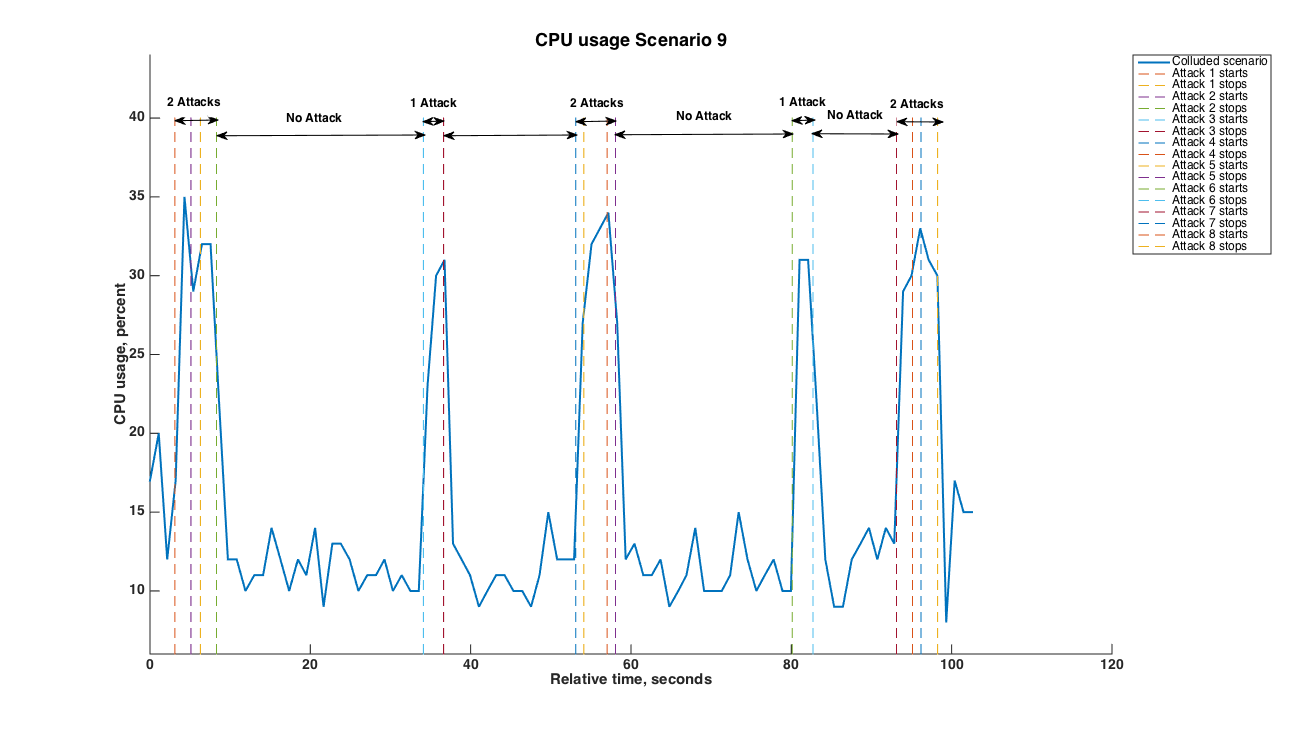 CPU usage Scenario 9
2 Attacks
No Attack
1 Attack
2 Attacks
No Attack
1 Attack
No Attack
2 Attacks
CPU usage, percent
40
35
30
25
20
15
10
0
20
40
60
80
100
120
Relative time, seconds
Colluded scenario
Attack 1 starts
Attack 1 stops
Attack 2 starts
Attack 2 stops
Attack 3 starts
Attack 3 stops
Attack 4 starts
Attack 4 stops
Attack 5 starts
Attack 5 stops
Attack 6 starts
Attack 6 stops
Attack 7 starts
Attack 7 stops
Attack 8 starts
Attack 8 stops